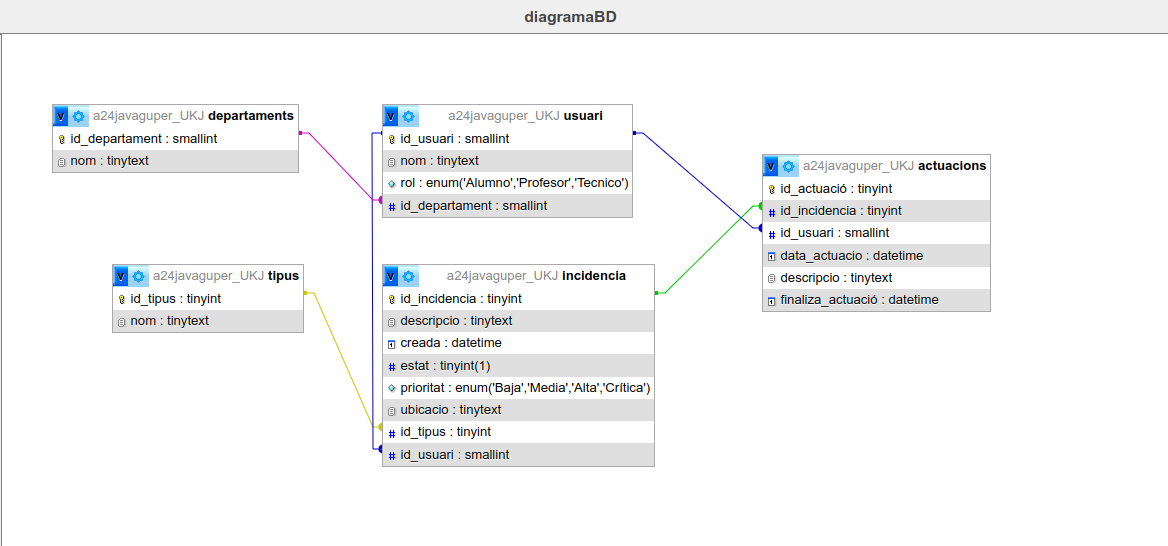 diagramaBD
v a24javaguper_UKJ departaments
id_departament : smallint
nom : tinytext
v a24javaguper_UKJ usuari
id_usuari : smallint
nom : tinytext
rol : enum('Alumno','Profesor','Tecnico')
# id_departament : smallint
v a24javaguper_UKJ actuacions
id_actuació : tinyint
# id_incidencia : tinyint
# id_usuari : smallint
data_actuacio : datetime
descripcio : tinytext
finaliza_actuació : datetime
v a24javaguper_UKJ tipus
id_tipus : tinyint
nom : tinytext
v a24javaguper_UKJ incidencia
id_incidencia : tinyint
descripcio : tinytext
creada : datetime
# estat : tinyint(1)
prioritat : enum('Baja','Media','Alta','Crítica')
ubicacio : tinytext
# id_tipus : tinyint
# id_usuari : smallint